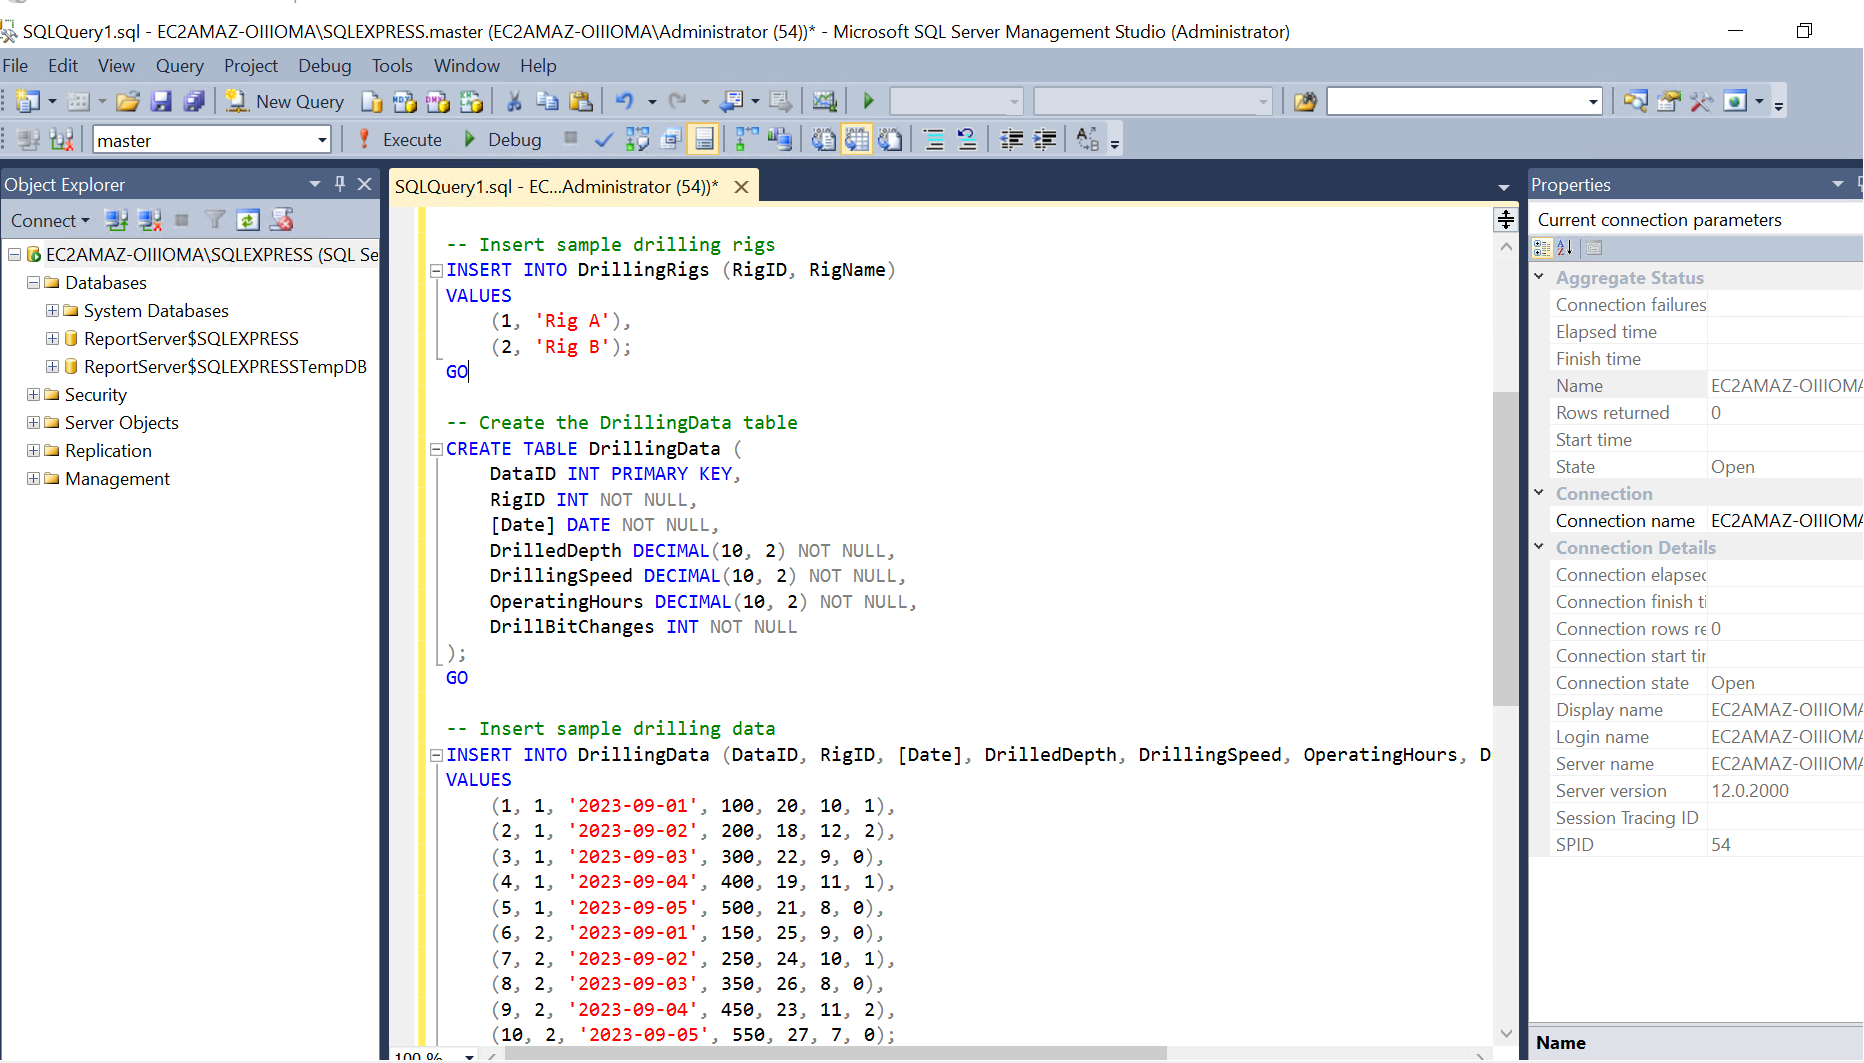 SQLQuery1.sql - EC2AMAZ-OIIIOMA\SQLEXPRESS.master (EC2AMAZ-OIIIOMA\Administrator (54))* - Microsoft SQL Server Management Studio (Administrator)
File Edit View Query Project Debug Tools Window Help
New Query
master Execute Debug
Object Explorer
Connect
EC2AMAZ-OIIIOMA\SQLEXPRESS (SQL Se
Databases
System Databases
ReportServer$SQLEXPRESS
ReportServer$SQLEXPRESSTempDB
Security
Server Objects
Replication
Management
SQLQuery1.sql - EC...Administrator (54))*
-- Insert sample drilling rigs
INSERT INTO DrillingRigs (RigID, RigName)
VALUES
(1, 'Rig A'),
(2, 'Rig B');
GO
-- Create the DrillingData table
CREATE TABLE DrillingData (
DataID INT PRIMARY KEY,
RigID INT NOT NULL,
[Date] DATE NOT NULL,
DrilledDepth DECIMAL(10, 2) NOT NULL,
DrillingSpeed DECIMAL(10, 2) NOT NULL,
OperatingHours DECIMAL(10, 2) NOT NULL,
DrillBitChanges INT NOT NULL
);
GO
-- Insert sample drilling data
INSERT INTO DrillingData (DataID, RigID, [Date], DrilledDepth, DrillingSpeed, OperatingHours, D
VALUES
(1, 1, '2023-09-01', 100, 20, 10, 1),
(2, 1, '2023-09-02', 200, 18, 12, 2),
(3, 1, '2023-09-03', 300, 22, 9, 0),
(4, 1, '2023-09-04', 400, 19, 11, 1),
(5, 1, '2023-09-05', 500, 21, 8, 0),
(6, 2, '2023-09-01', 150, 25, 9, 0),
(7, 2, '2023-09-02', 250, 24, 10, 1),
(8, 2, '2023-09-03', 350, 26, 8, 0),
(9, 2, '2023-09-04', 450, 23, 11, 2),
(10, 2, '2023-09-05', 550, 27, 7, 0);
100 %
Properties
Current connection parameters
Aggregate Status
Connection failures
Elapsed time
Finish time
Name EC2AMAZ-OIIIOMA
Rows returned 0
Start time
State Open
Connection
Connection name EC2AMAZ-OIIIOMA
Connection Details
Connection elapsed
Connection finish ti
Connection rows re 0
Connection start tir
Connection state Open
Display name EC2AMAZ-OIIIOMA
Login name EC2AMAZ-OIIIOMA
Server name EC2AMAZ-OIIIOMA
Server version 12.0.2000
Session Tracing ID
SPID 54
Name